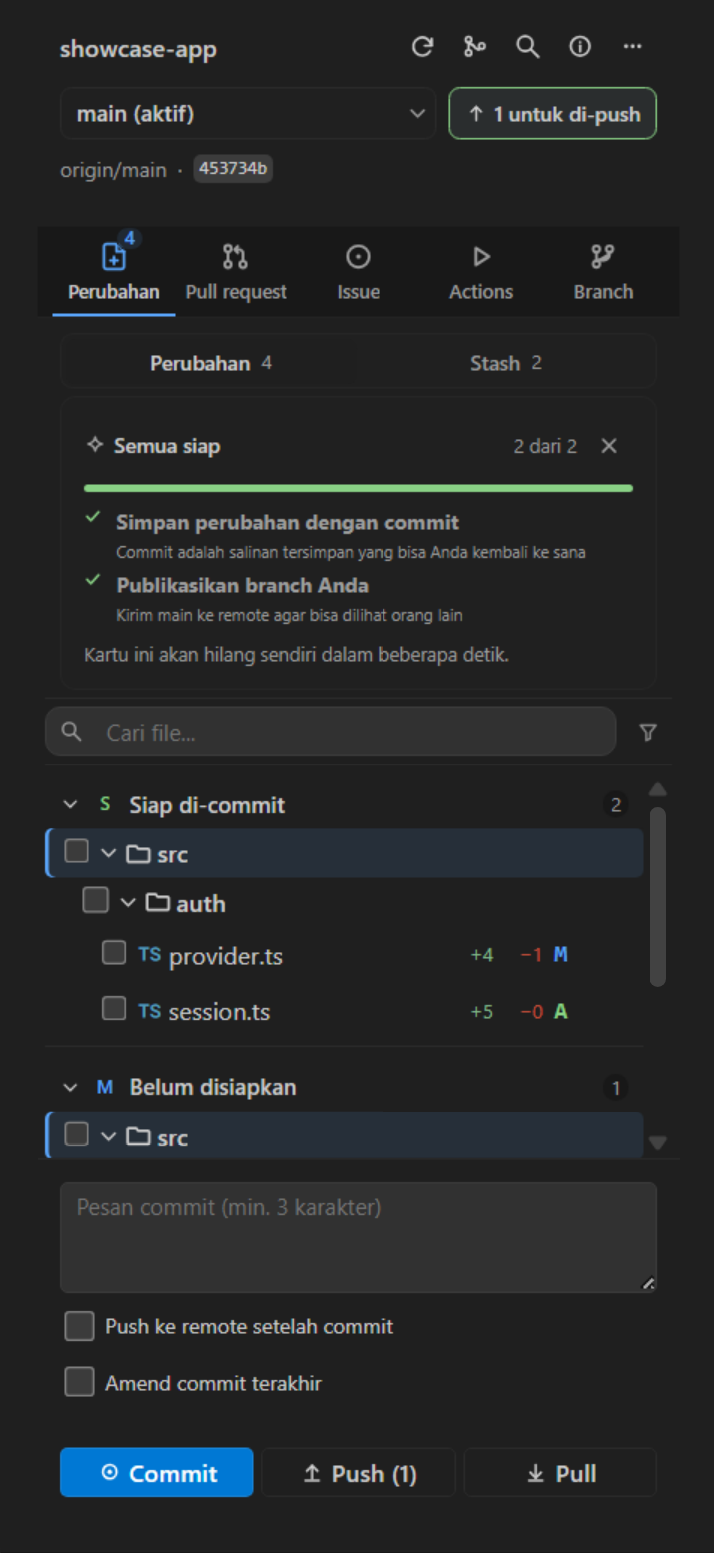 showcase-app
main (aktif)
↑ 1 untuk di-push
origin/main · 453734b
4
Perubahan
Pull request
Issue
Actions
Branch
Perubahan 4
Stash 2
Semua siap
2 dari 2
Simpan perubahan dengan commit
Commit adalah salinan tersimpan yang bisa Anda kembali ke sana
Publikasikan branch Anda
Kirim main ke remote agar bisa dilihat orang lain
Kartu ini akan hilang sendiri dalam beberapa detik.
Cari file...
S Siap di-commit 2
src
auth
TS provider.ts +4 −1 M
TS session.ts +5 −0 A
M Belum disiapkan 1
src
Pesan commit (min. 3 karakter)
Push ke remote setelah commit
Amend commit terakhir
Commit
Push (1)
Pull